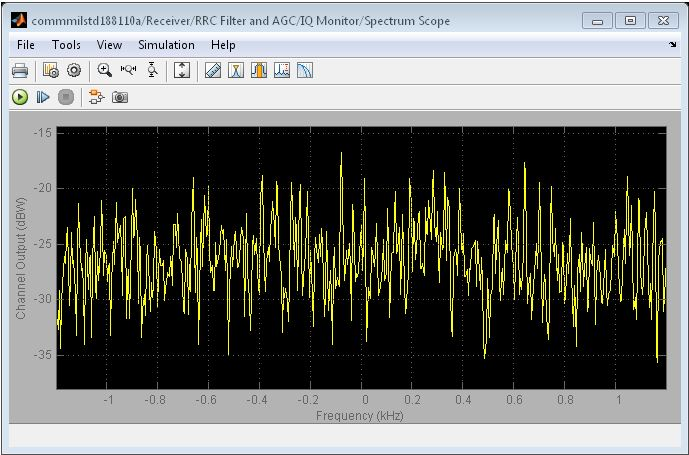 commmilstd188110a/Receiver/RRC Filter and AGC/IQ Monitor/Spectrum Scope
File Tools View Simulation Help
-15
-20
-25
-30
-35
Channel Output (dBW)
-1 -0.8 -0.6 -0.4 -0.2 0 0.2 0.4 0.6 0.8 1
Frequency (kHz)